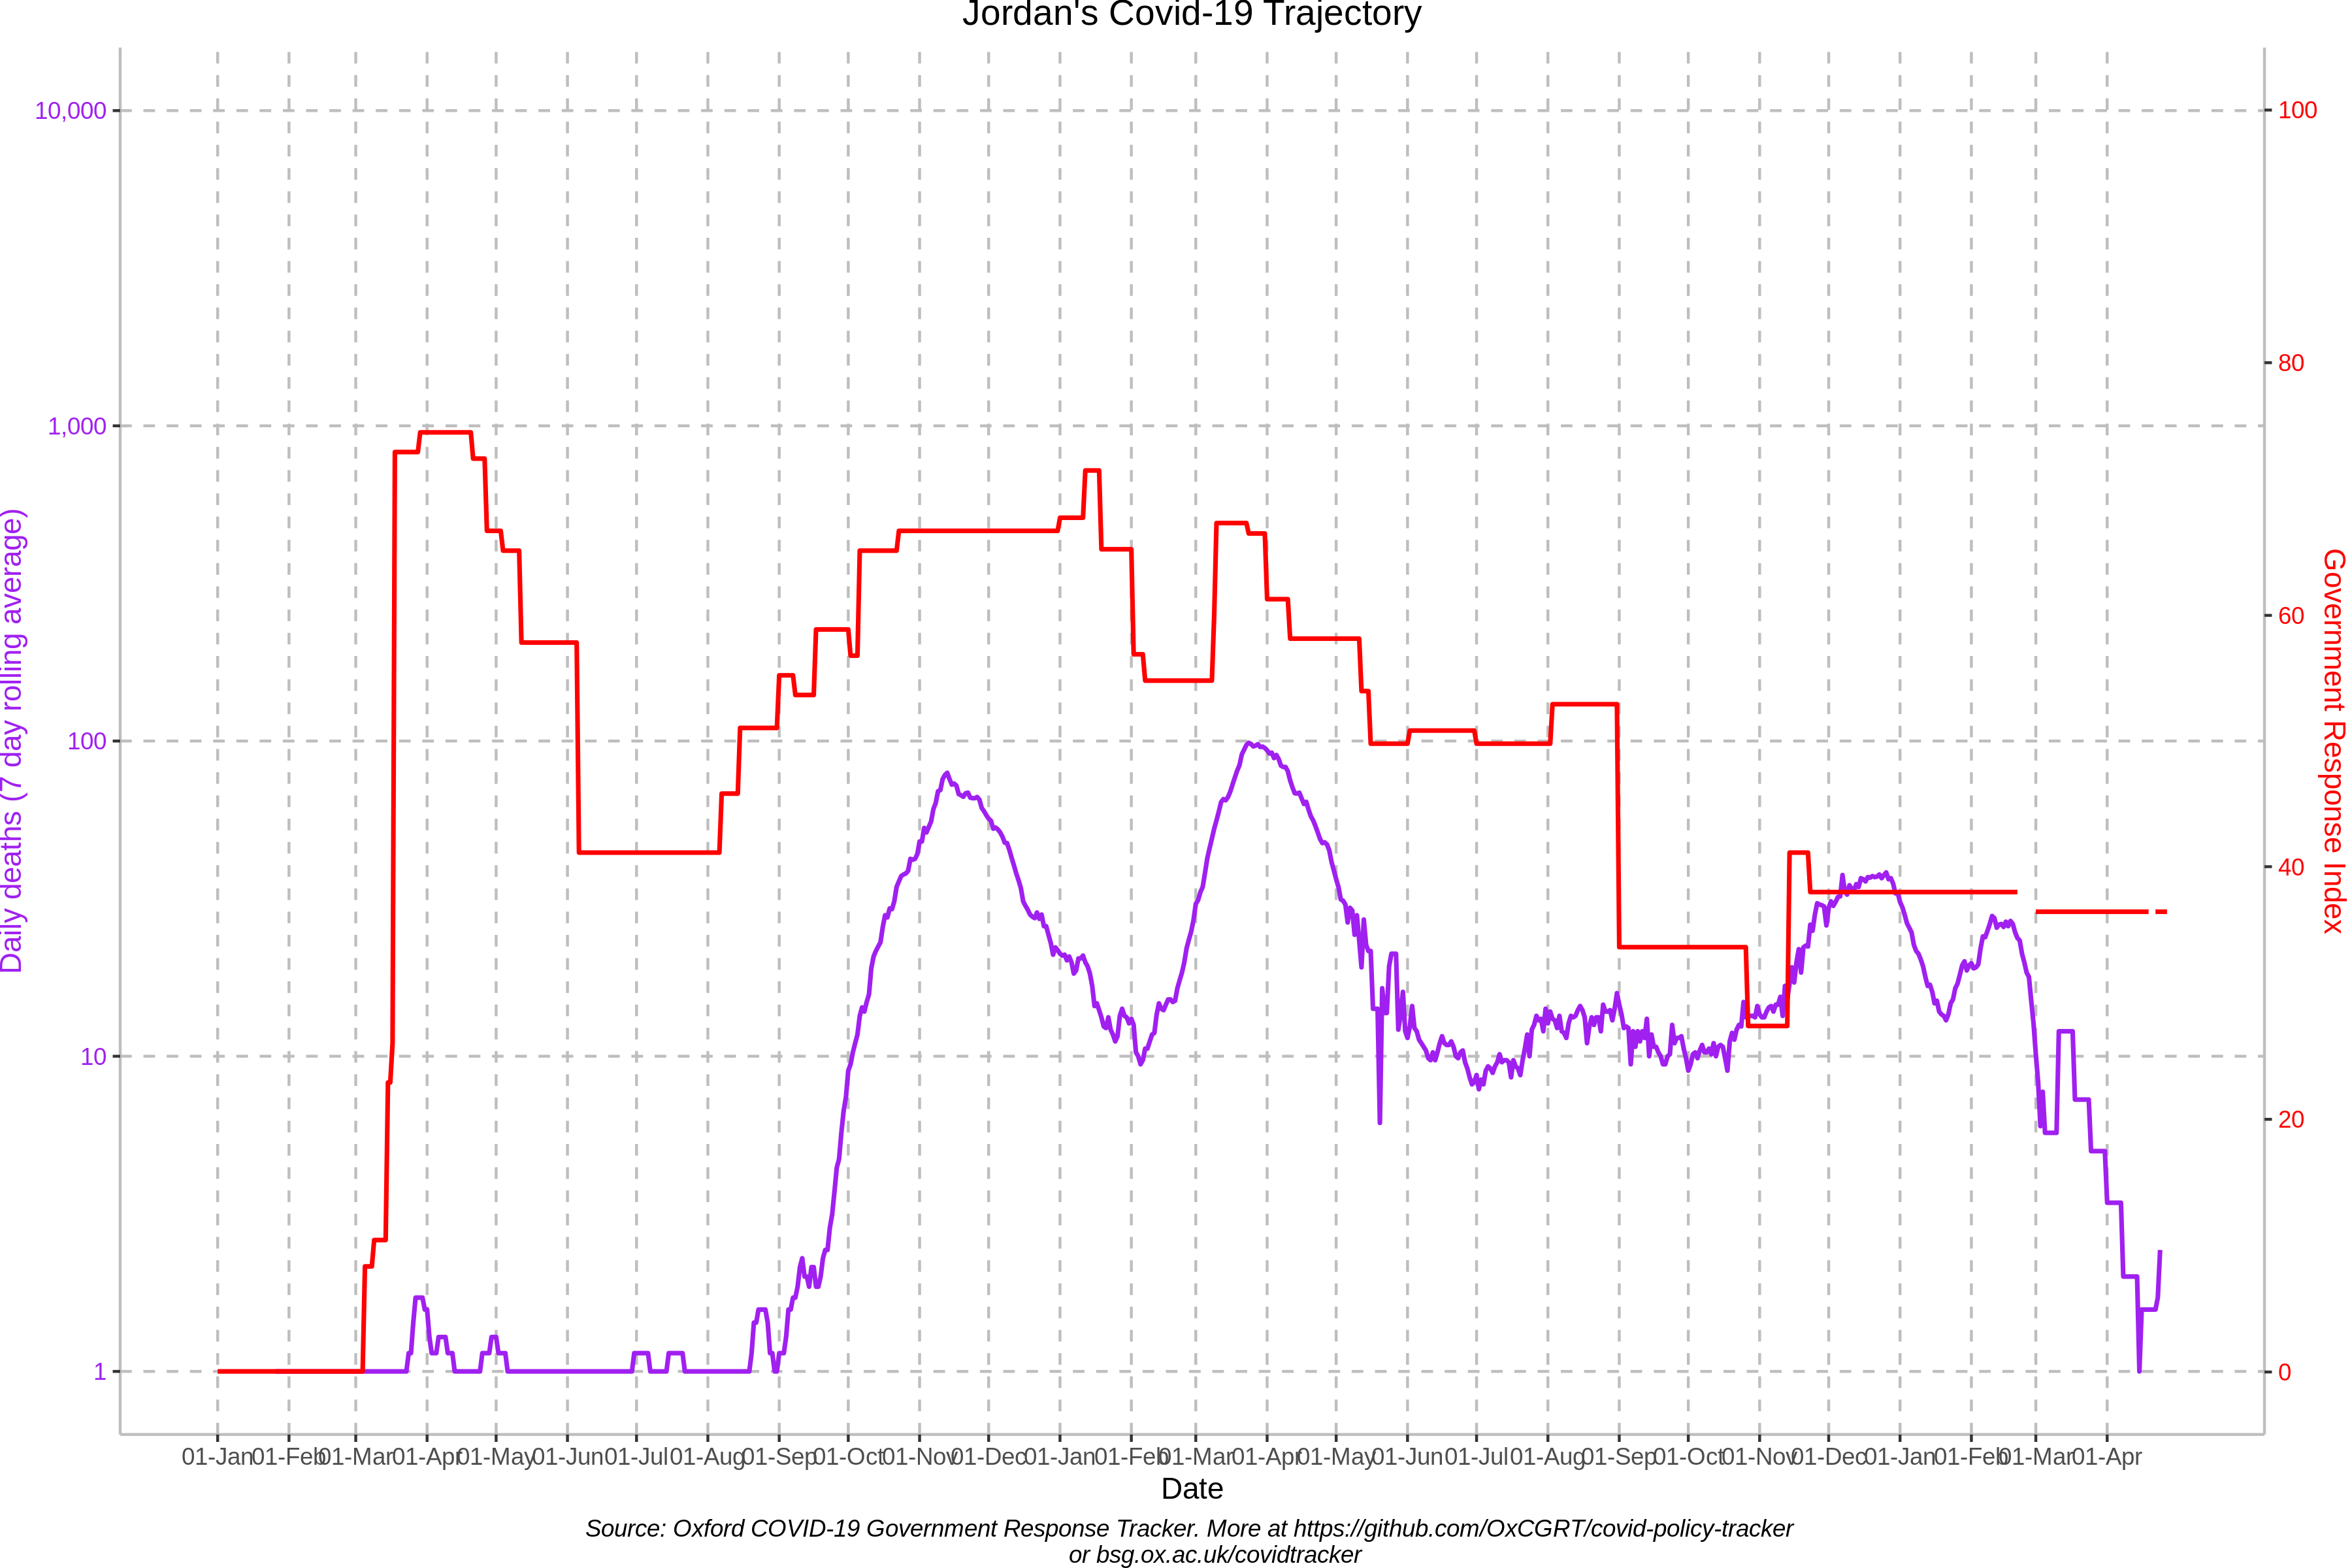 Jordan's Covid-19 Trajectory
10,000
1,000
100
10
1
Daily deaths (7 day rolling average)
100
80
60
40
20
0
Government Response Index
01-Jan 01-Feb 01-Mar 01-Apr 01-May 01-Jun 01-Jul 01-Aug 01-Sep 01-Oct 01-Nov 01-Dec 01-Jan 01-Feb 01-Mar 01-Apr 01-May 01-Jun 01-Jul 01-Aug 01-Sep 01-Oct 01-Nov 01-Dec 01-Jan 01-Feb 01-Mar 01-Apr
Date
Source: Oxford COVID-19 Government Response Tracker. More at https://github.com/OxCGRT/covid-policy-tracker
or bsg.ox.ac.uk/covidtracker